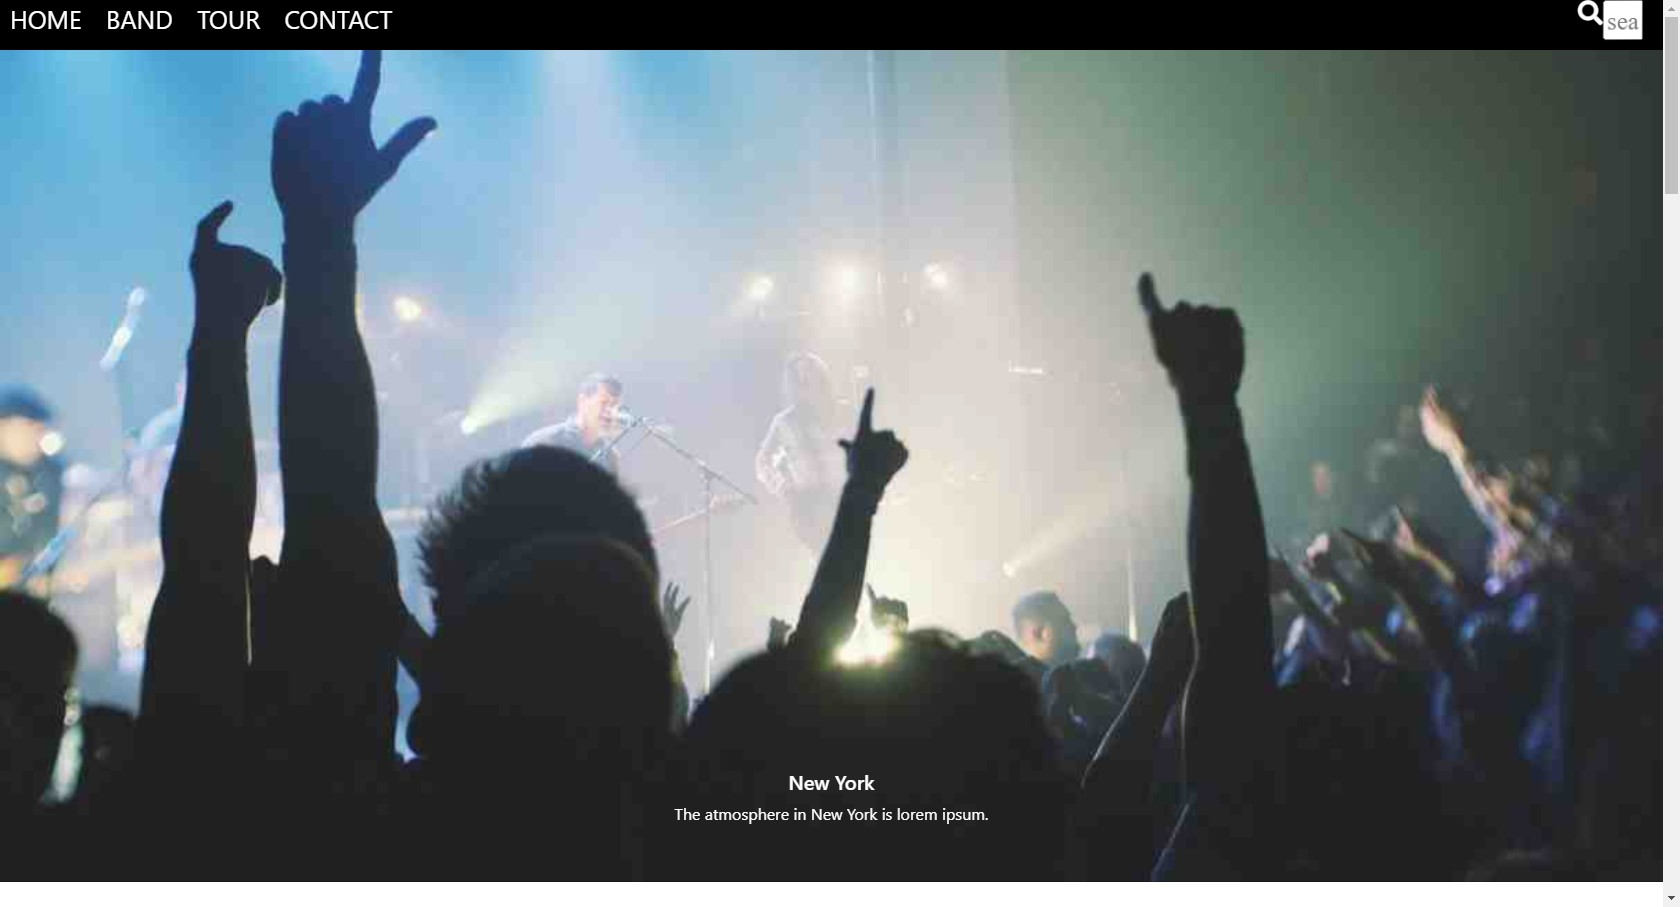 HOME BAND TOUR CONTACT sea
New York
The atmosphere in New York is lorem ipsum.